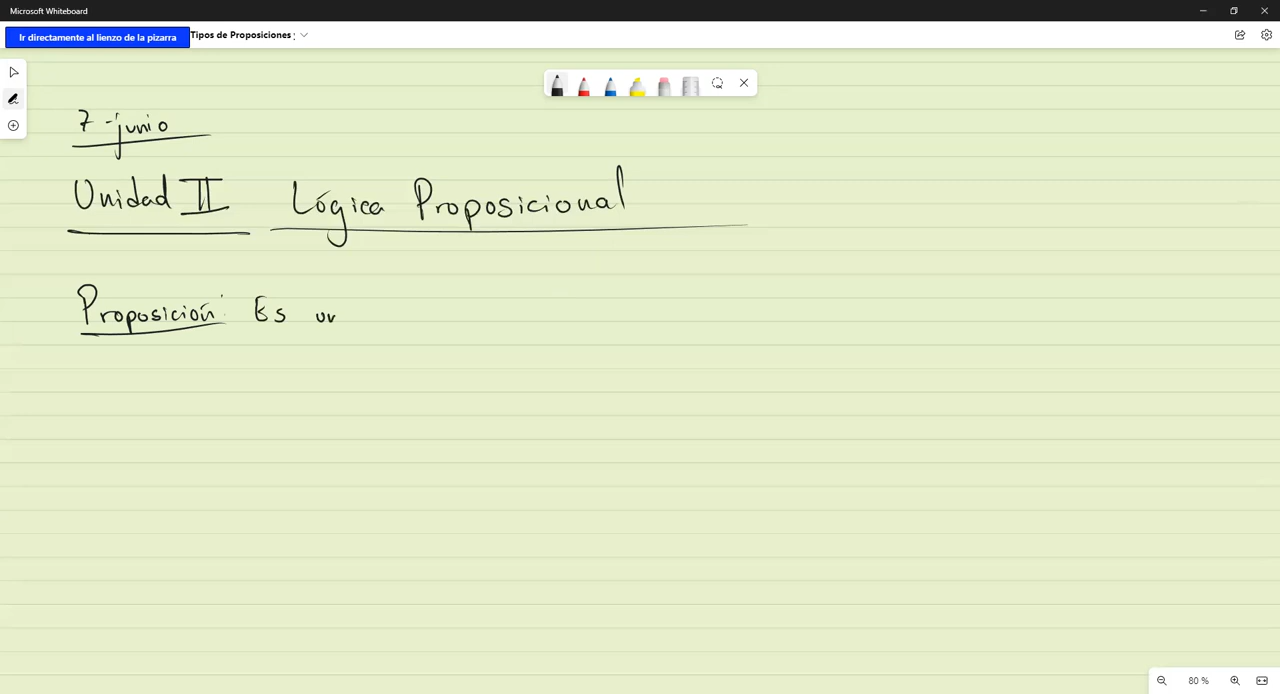 Microsoft Whiteboard
Ir directamente al lienzo de la pizarra
Tipos de Proposiciones
7-junio
Unidad II Lógica Proposicional
Proposición: Es un
80 %